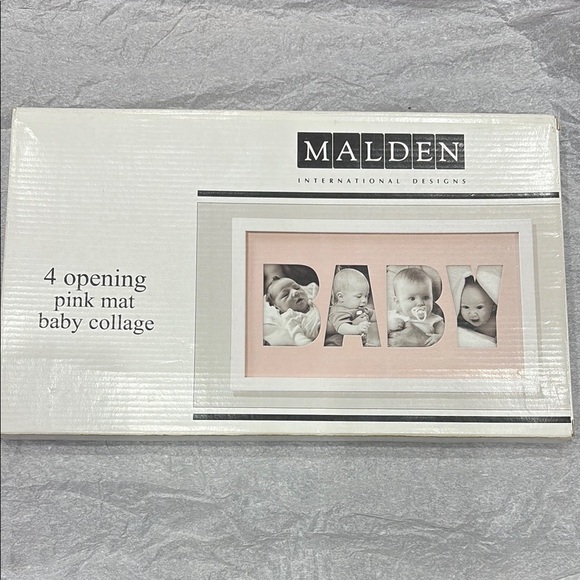 MALDEN
INTERNATIONAL DESIGNS
4 opening
pink mat
baby collage
BABY